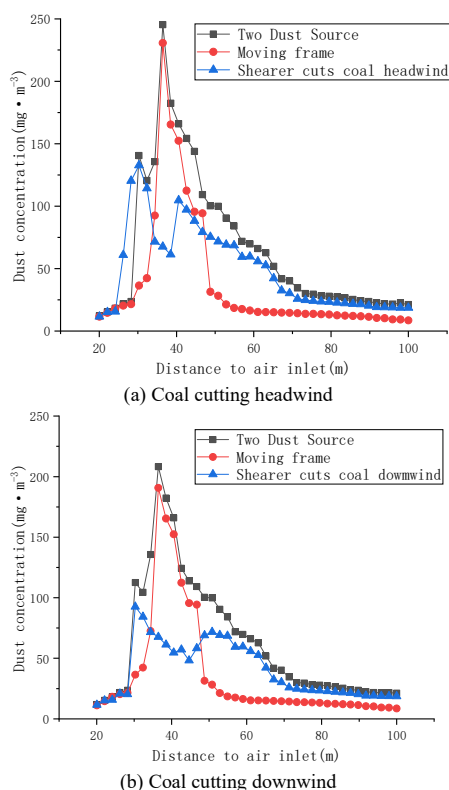 250
200
150
100
50
0
Dust concentration(mg·m⁻³)
Two Dust Source
Moving frame
Shearer cuts coal headwind
20 40 60 80 100
Distance to air inlet(m)
(a) Coal cutting headwind
250
200
150
100
50
0
Dust concentration(mg·m⁻³)
Two Dust Source
Moving frame
Shearer cuts coal dowmwind
20 40 60 80 100
Distance to air inlet(m)
(b) Coal cutting downwind